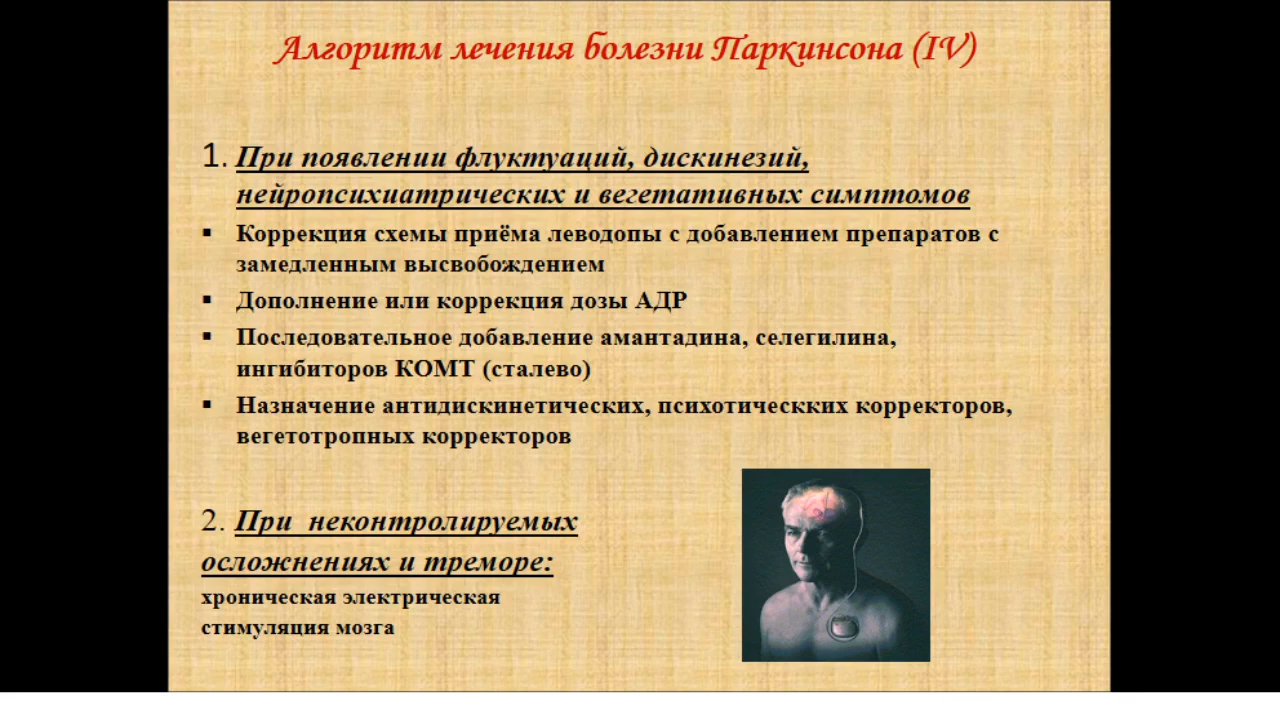 Алгоритм лечения болезни Паркинсона (IV)
1. При появлении флуктуаций, дискинезий,
нейропсихиатрических и вегетативных симптомов
▪ Коррекция схемы приёма леводопы с добавлением препаратов с
замедленным высвобождением
▪ Дополнение или коррекция дозы АДР
▪ Последовательное добавление амантадина, селегилина,
ингибиторов КОМТ (сталево)
▪ Назначение антидискинетических, психотическких корректоров,
вегетотропных корректоров
2. При неконтролируемых
осложнениях и треморе:
хроническая электрическая
стимуляция мозга